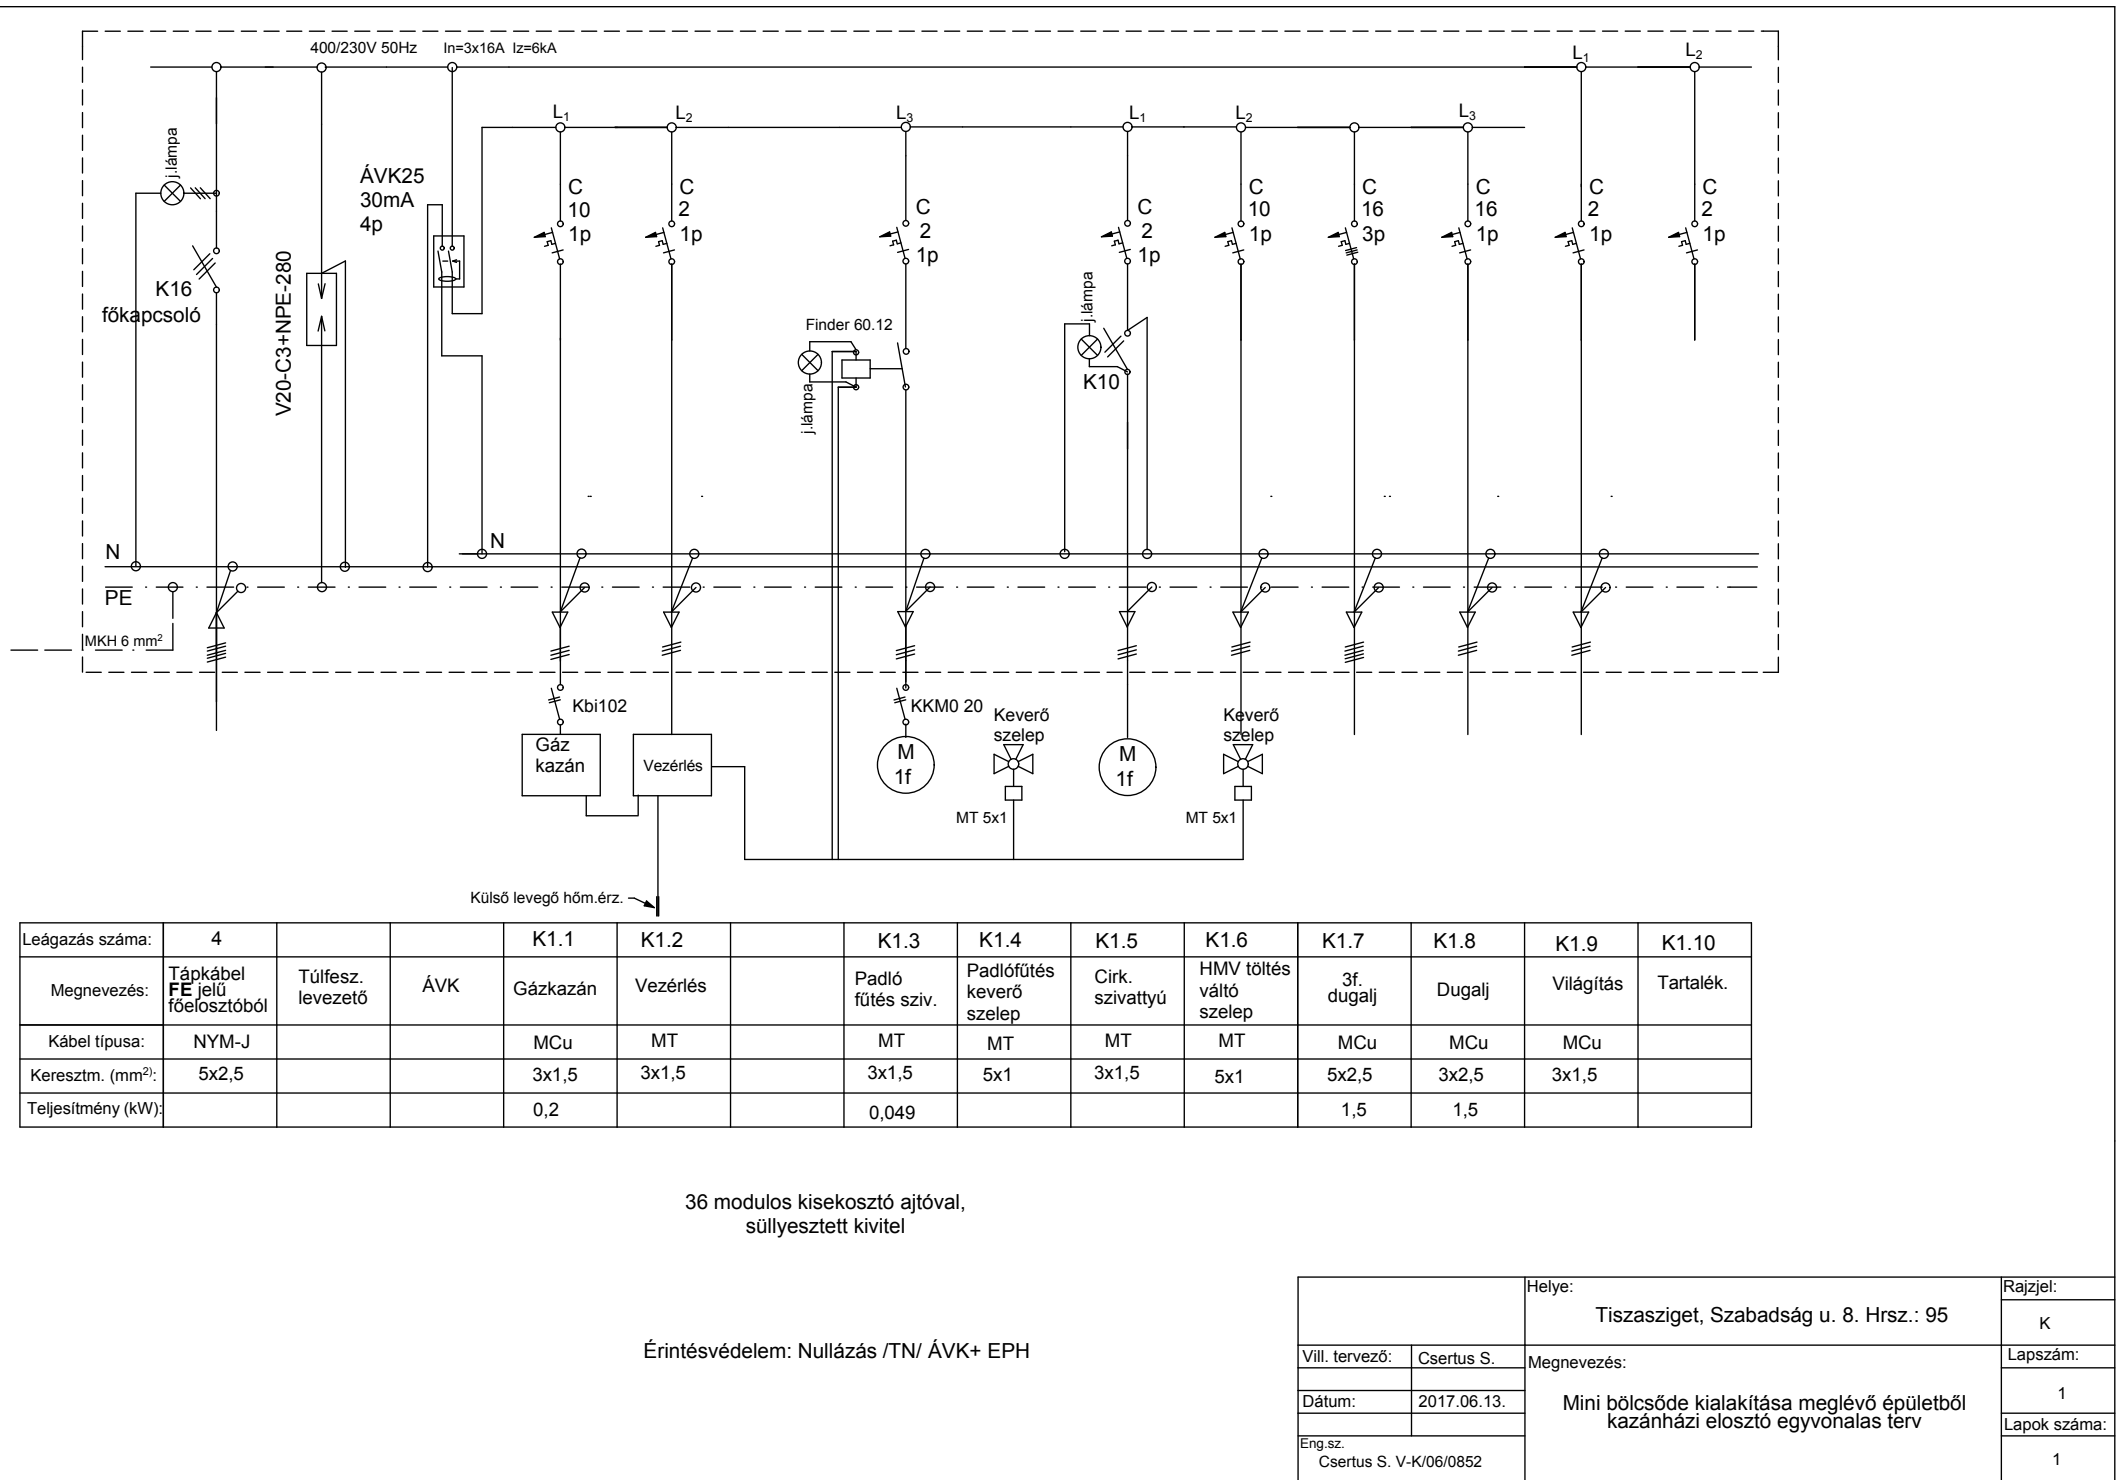 400/230V 50Hz In=3x16A Iz=6kA
L1 L2
L1 L2 L3 L1 L2 L3
j.lámpa
ÁVK25
30mA
4p
C
10
1p
C
2
1p
C
2
1p
C
2
1p
C
10
1p
C
16
3p
C
16
1p
C
2
1p
C
2
1p
K16
főkapcsoló
V20-C3+NPE-280
Finder 60.12
j.lámpa
j.lámpa
K10
N
N
PE
MKH 6 mm²
Kbi102
KKM0 20
Keverő
szelep
Keverő
szelep
Gáz
kazán
Vezérlés
M
1f
M
1f
MT 5x1
MT 5x1
Külső levegő hőm.érz.
Leágazás száma: 4 K1.1 K1.2 K1.3 K1.4 K1.5 K1.6 K1.7 K1.8 K1.9 K1.10
Megnevezés:
Tápkábel
FE jelű
főelosztóból
Túlfesz.
levezető
ÁVK
Gázkazán
Vezérlés
Padló
fűtés sziv.
Padlófűtés
keverő
szelep
Cirk.
szivattyú
HMV töltés
váltó
szelep
3f.
dugalj
Dugalj
Világítás
Tartalék.
Kábel típusa: NYM-J MCu MT MT MT MT MT MCu MCu MCu
Keresztm. (mm²⁾: 5x2,5 3x1,5 3x1,5 3x1,5 5x1 3x1,5 5x1 5x2,5 3x2,5 3x1,5
Teljesítmény (kW): 0,2 0,049 1,5 1,5
36 modulos kisekosztó ajtóval,
süllyesztett kivitel
Érintésvédelem: Nullázás /TN/ ÁVK+ EPH
Helye:
Tiszasziget, Szabadság u. 8. Hrsz.: 95
Rajzjel:
K
Vill. tervező: Csertus S.
Dátum: 2017.06.13.
Eng.sz.
Csertus S. V-K/06/0852
Megnevezés:
Mini bölcsőde kialakítása meglévő épületből
kazánházi elosztó egyvonalas terv
Lapszám:
1
Lapok száma:
1